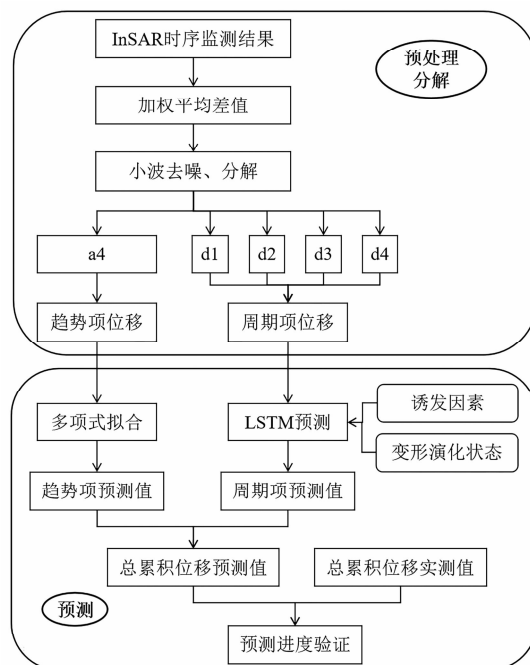 InSAR时序监测结果
预处理
分解
加权平均差值
小波去噪、分解
a4
d1
d2
d3
d4
趋势项位移
周期项位移
多项式拟合
LSTM预测
诱发因素
变形演化状态
趋势项预测值
周期项预测值
总累积位移预测值
总累积位移实测值
预测
预测进度验证